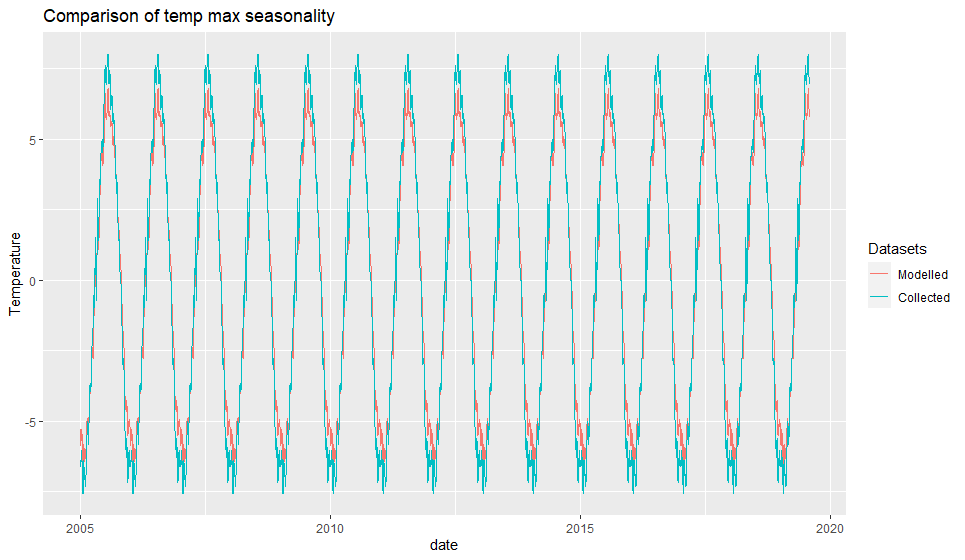 Comparison of temp max seasonality
5
0
-5
Temperature
2005
2010
2015
2020
date
Datasets
Modelled
Collected